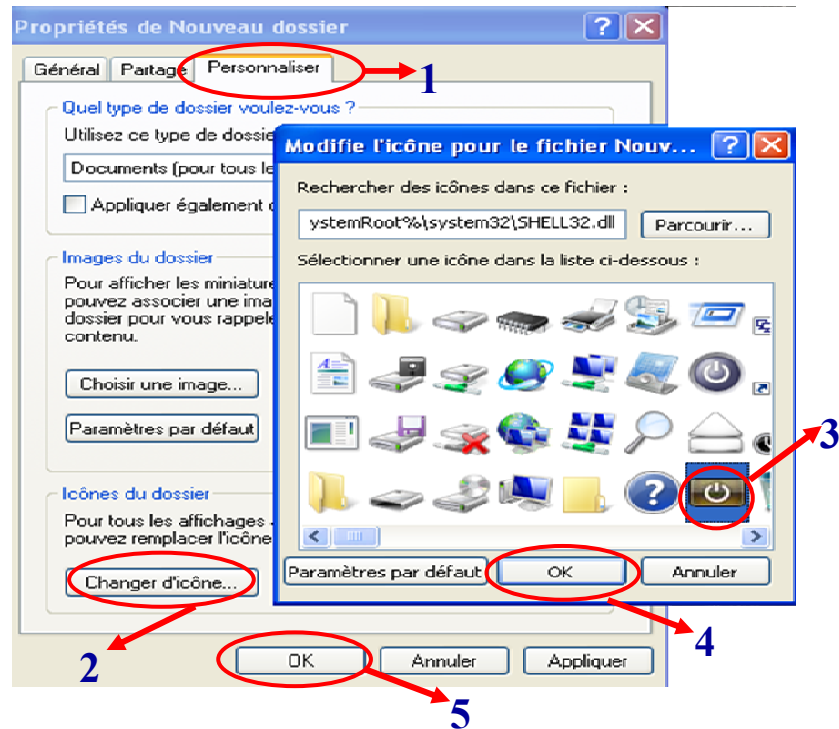 Propriétés de Nouveau dossier
Général Partage Personnaliser
1
Quel type de dossier voulez-vous ?
Utilisez ce type de dossie
Documents (pour tous le
Appliquer également
Images du dossier
Pour afficher les miniature
pouvez associer une ima
dossier pour vous rappele
contenu.
Choisir une image...
Paramètres par défaut
Icônes du dossier
Pour tous les affichages
pouvez remplacer l'icône
Changer d'icône...
2
OK Annuler Appliquer
5
Modifie l'icône pour le fichier Nouv...
Rechercher des icônes dans ce fichier :
ystemRoot%\system32\SHELL32.dll Parcourir...
Sélectionner une icône dans la liste ci-dessous :
3
Paramètres par défaut OK Annuler
4